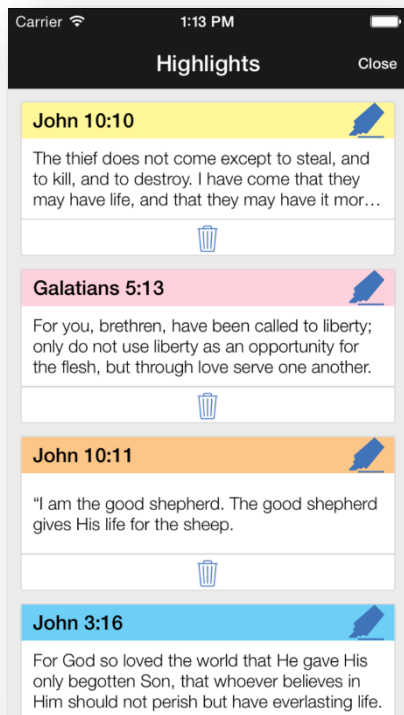 Carrier 1:13 PM
Highlights Close
John 10:10
The thief does not come except to steal, and
to kill, and to destroy. I have come that they
may have life, and that they may have it mor…
Galatians 5:13
For you, brethren, have been called to liberty;
only do not use liberty as an opportunity for
the flesh, but through love serve one another.
John 10:11
“I am the good shepherd. The good shepherd
gives His life for the sheep.
John 3:16
For God so loved the world that He gave His
only begotten Son, that whoever believes in
Him should not perish but have everlasting life.